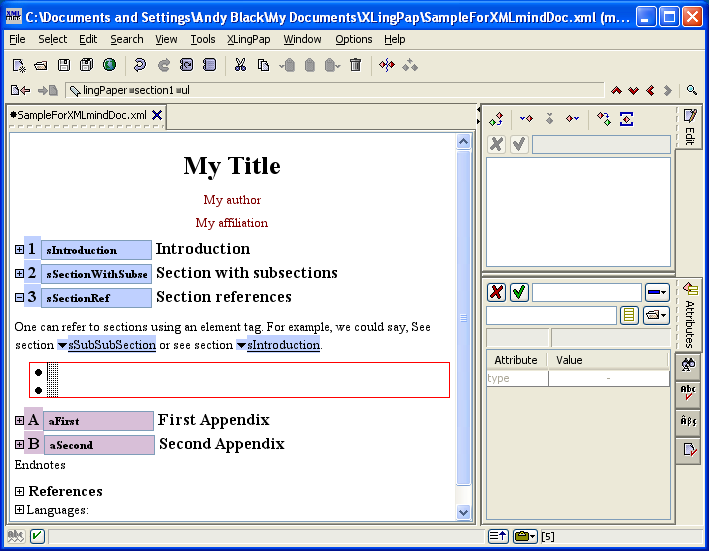 C:\Documents and Settings\Andy Black\My Documents\XLingPap\SampleForXMLmindDoc.xml (m...
File Select Edit Search View Tools XLingPap Window Options Help
lingPaper section1 ul
SampleForXMLmindDoc.xml
Edit
My Title
My author
My affiliation
1 sIntroduction Introduction
2 sSectionWithSubse Section with subsections
3 sSectionRef Section references
One can refer to sections using an element tag. For example, we could say, See
section sSubSubSection or see section sIntroduction.
A aFirst First Appendix
B aSecond Second Appendix
Endnotes
References
Languages:
Attributes
Attribute Value
type -
Abc
Abc
[5]